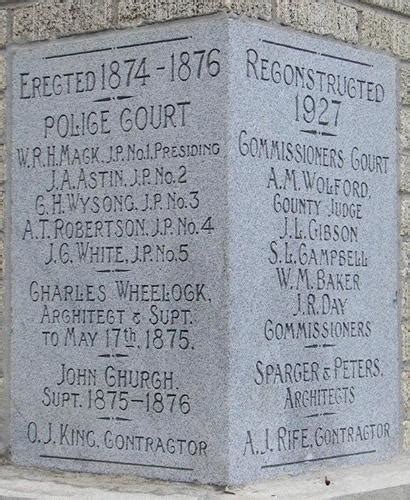 ERECTED 1874-1876
POLICE COURT
W.R.H. MACK, J.P. NO.1, PRESIDING
J.A. ASTIN, J.P. NO.2
C.H. WYSONG, J.P. NO.3
A.T. ROBERTSON, J.P. NO.4
J.C. WHITE, J.P. NO.5
CHARLES WHEELOCK,
ARCHITECT & SUPT.
TO MAY 17th, 1875.
JOHN CHURCH,
SUPT. 1875-1876
O.J. KING, CONTRACTOR
RECONSTRUCTED
1927
COMMISSIONERS COURT
A.M. WOLFORD,
COUNTY JUDGE
J.L. GIBSON
S.L. CAMPBELL
W.M. BAKER
J.R. DAY
COMMISSIONERS
SPARGER & PETERS,
ARCHITECTS
A.J. RIFE, CONTRACTOR